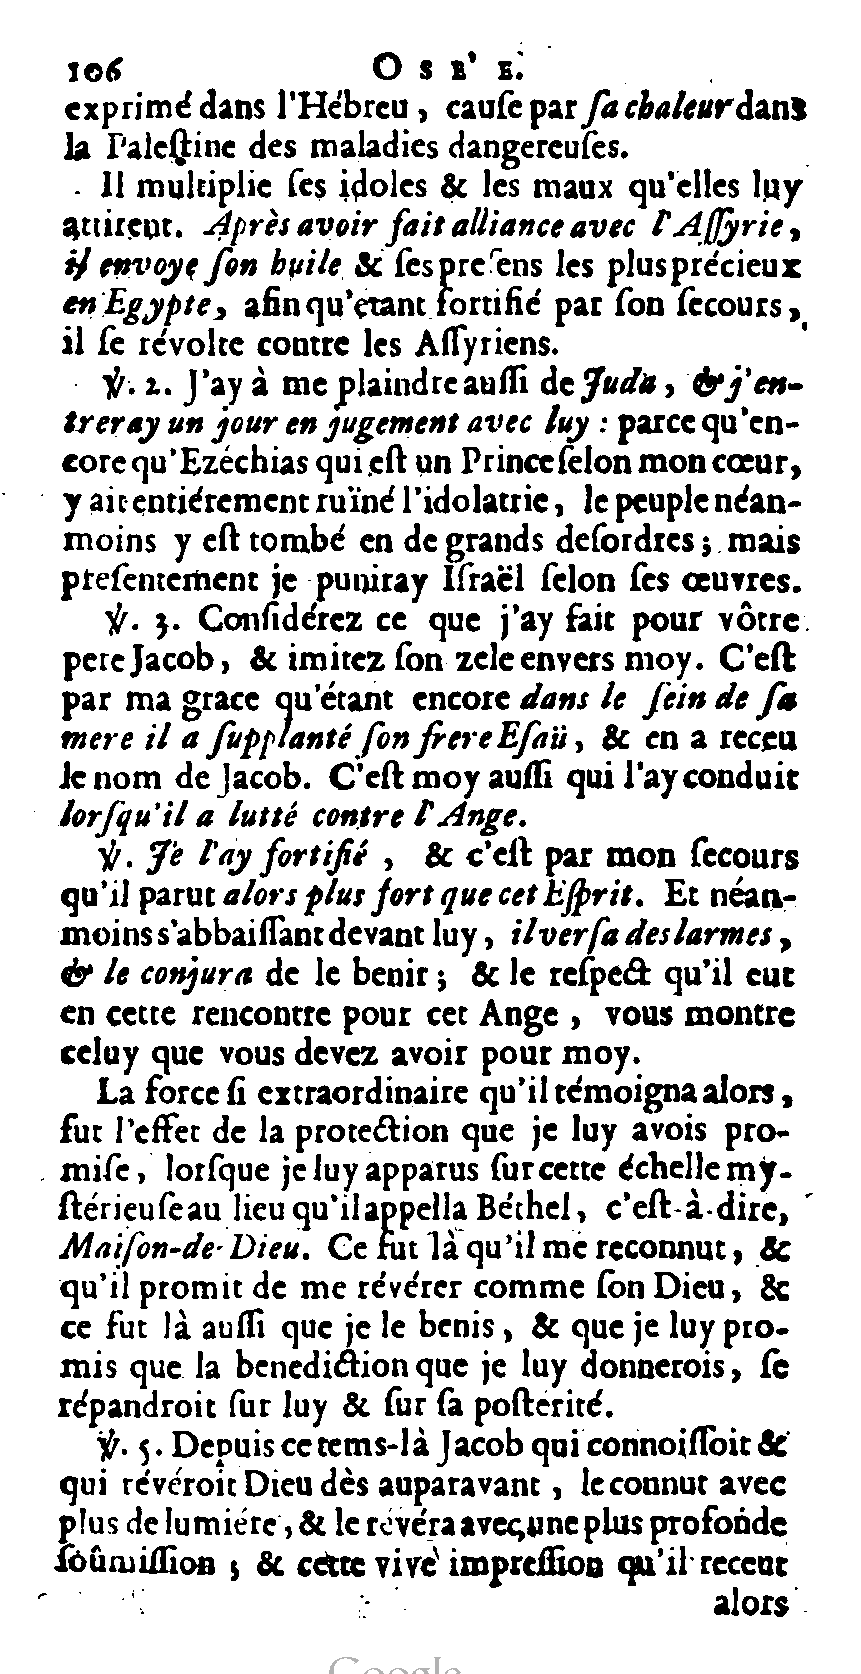 106 OSE'E.
exprimé dans l'Hébreu, cauſe par ſa chaleur dans
la Paleſtine des maladies dangereuſes.
Il multiplie ſes idoles & les maux qu'elles luy
attirent. Après avoir fait alliance avec l'Aſſyrie,
il envoye ſon huile & ſes preſens les plus précieux
en Egypte, afin qu'étant fortifié par ſon ſecours,
il ſe révolte contre les Aſſyriens.
℣. 2. J'ay à me plaindre auſſi de Juda, & j'en-
treray un jour en jugement avec luy : parce qu'en-
core qu'Ezéchias qui eſt un Prince ſelon mon cœur,
y ait entiérement ruïné l'idolatrie, le peuple néan-
moins y eſt tombé en de grands deſordres ; mais
preſentement je puniray Iſraël ſelon ſes œuvres.
℣. 3. Conſidérez ce que j'ay fait pour vôtre
pere Jacob, & imitez ſon zele envers moy. C'eſt
par ma grace qu'étant encore dans le ſein de ſa
mere il a ſupplanté ſon frere Eſaü, & en a receu
le nom de Jacob. C'eſt moy auſſi qui l'ay conduit
lorſqu'il a lutté contre l'Ange.
℣. Je l'ay fortifié, & c'eſt par mon ſecours
qu'il parut alors plus fort que cet Eſprit. Et néan-
moins s'abbaiſſant devant luy, il verſa des larmes,
& le conjura de le benir ; & le reſpect qu'il eut
en cette rencontre pour cet Ange, vous montre
celuy que vous devez avoir pour moy.
La force ſi extraordinaire qu'il témoigna alors,
fut l'effet de la protection que je luy avois pro-
miſe, lorſque je luy apparus ſur cette échelle my-
ſtérieuſe au lieu qu'il appella Béthel, c'eſt-à-dire,
Maiſon-de-Dieu. Ce fut là qu'il me reconnut, &
qu'il promit de me révérer comme ſon Dieu, &
ce fut là auſſi que je le benis, & que je luy pro-
mis que la benediction que je luy donnerois, ſe
répandroit ſur luy & ſur ſa poſterité.
℣. 5. Depuis ce tems-là Jacob qui connoiſſoit &
qui révéroit Dieu dès auparavant, le connut avec
plus de lumiére, & le révéra avec une plus profonde
ſoûmiſſion ; & cette vive impreſſion qu'il receut
alors
Google